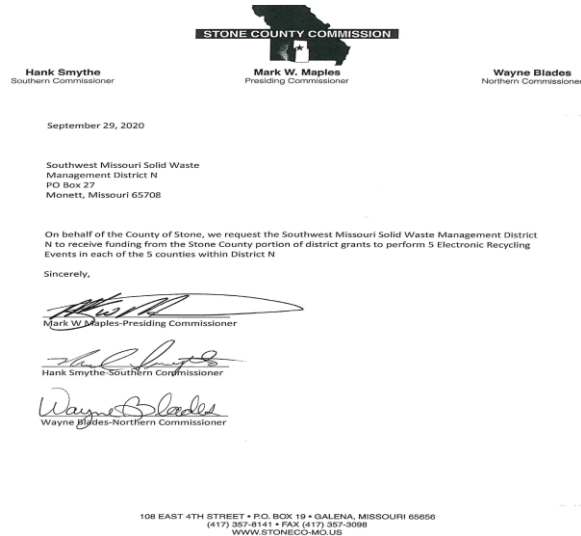 STONE COUNTY COMMISSION
Hank Smythe
Southern Commissioner
Mark W. Maples
Presiding Commissioner
Wayne Blades
Northern Commissioner
September 29, 2020
Southwest Missouri Solid Waste
Management District N
PO Box 27
Monett, Missouri 65708
On behalf of the County of Stone, we request the Southwest Missouri Solid Waste Management District
N to receive funding from the Stone County portion of district grants to perform 5 Electronic Recycling
Events in each of the 5 counties within District N
Sincerely,
Mark W Maples-Presiding Commissioner
Hank Smythe-Southern Commissioner
Wayne Blades
Wayne Blades-Northern Commissioner
108 EAST 4TH STREET • P.O. BOX 19 • GALENA, MISSOURI 65656
(417) 357-8141 • FAX (417) 357-3098
WWW.STONECO-MO.US